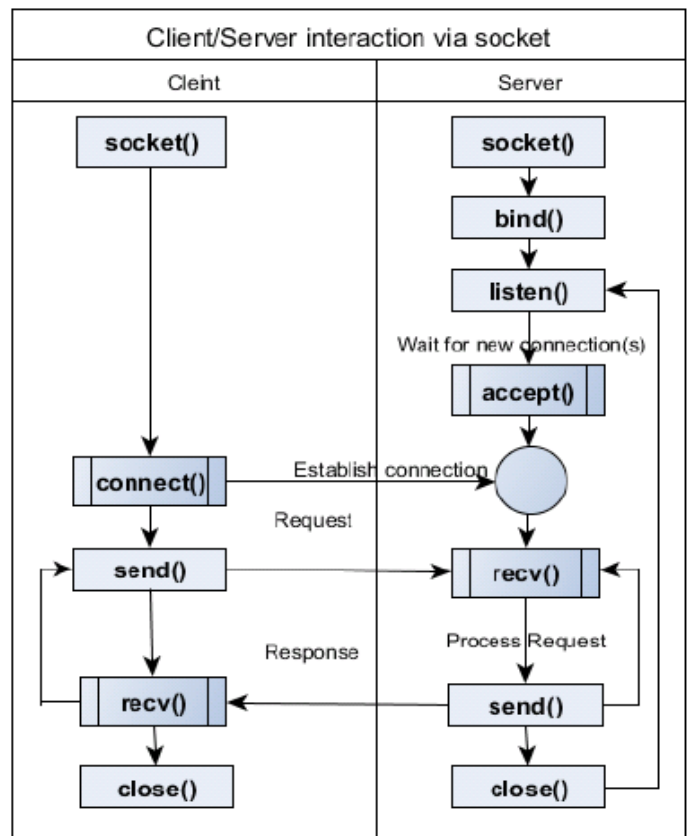 Client/Server interaction via socket
Cleint
Server
socket()
socket()
bind()
listen()
Wait for new connection(s)
accept()
connect()
Establish connection
Request
send()
recv()
Response
Process Request
recv()
send()
close()
close()